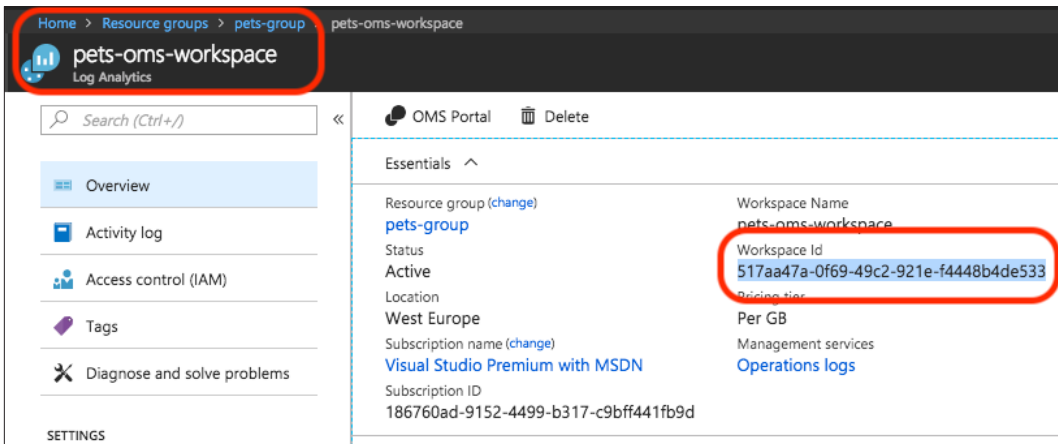 Home > Resource groups > pets-group > pets-oms-workspace
pets-oms-workspace
Log Analytics
Search (Ctrl+/)
«
Overview
Activity log
Access control (IAM)
Tags
Diagnose and solve problems
SETTINGS
OMS Portal Delete
Essentials
Resource group (change)
pets-group
Status
Active
Location
West Europe
Subscription name (change)
Visual Studio Premium with MSDN
Subscription ID
186760ad-9152-4499-b317-c9bff441fb9d
Workspace Name
pets-oms-workspace
Workspace Id
517aa47a-0f69-49c2-921e-f4448b4de533
Pricing tier
Per GB
Management services
Operations logs